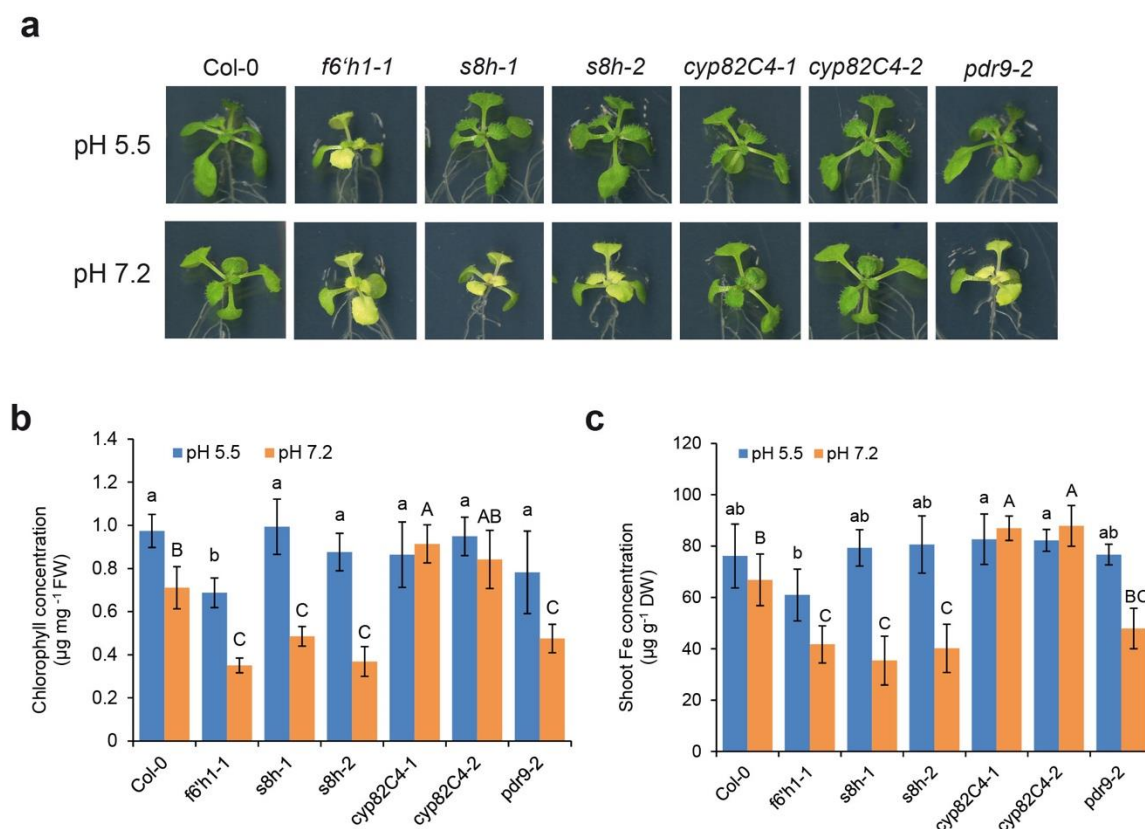 a
Col-0 f6‘h1-1 s8h-1 s8h-2 cyp82C4-1 cyp82C4-2 pdr9-2
pH 5.5
pH 7.2
b
Chlorophyll concentration
(µg mg⁻¹ FW)
1.4
1.2
1.0
0.8
0.6
0.4
0.2
0
pH 5.5 pH 7.2
a B b C a C a C a A a AB a C
Col-0 f6'h1-1 s8h-1 s8h-2 cyp82C4-1 cyp82C4-2 pdr9-2
c
Shoot Fe concentration
(µg g⁻¹ DW)
120
100
80
60
40
20
0
pH 5.5 pH 7.2
ab B b C ab C ab C a A a A ab BC
Col-0 f6'h1-1 s8h-1 s8h-2 cyp82C4-1 cyp82C4-2 pdr9-2